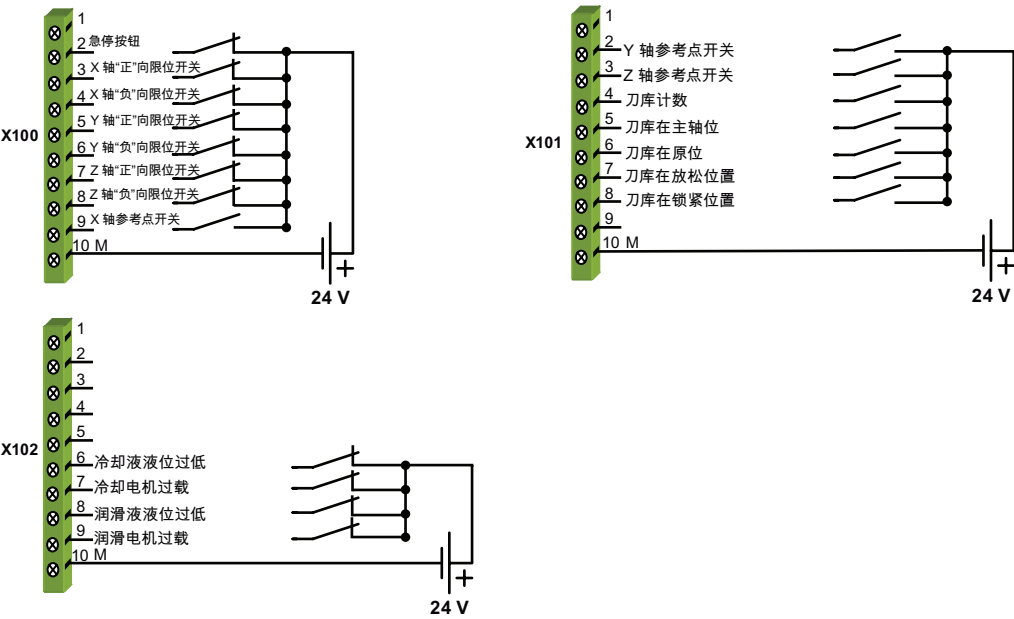 X100
1
2 急停按钮
3 X 轴“正”向限位开关
4 X 轴“负”向限位开关
5 Y 轴“正”向限位开关
6 Y 轴“负”向限位开关
7 Z 轴“正”向限位开关
8 Z 轴“负”向限位开关
9 X 轴参考点开关
10 M
+
24 V
X101
1
2 Y 轴参考点开关
3 Z 轴参考点开关
4 刀库计数
5 刀库在主轴位
6 刀库在原位
7 刀库在放松位置
8 刀库在锁紧位置
9
10 M
+
24 V
X102
1
2
3
4
5
6 冷却液液位过低
7 冷却电机过载
8 润滑液液位过低
9 润滑电机过载
10 M
+
24 V